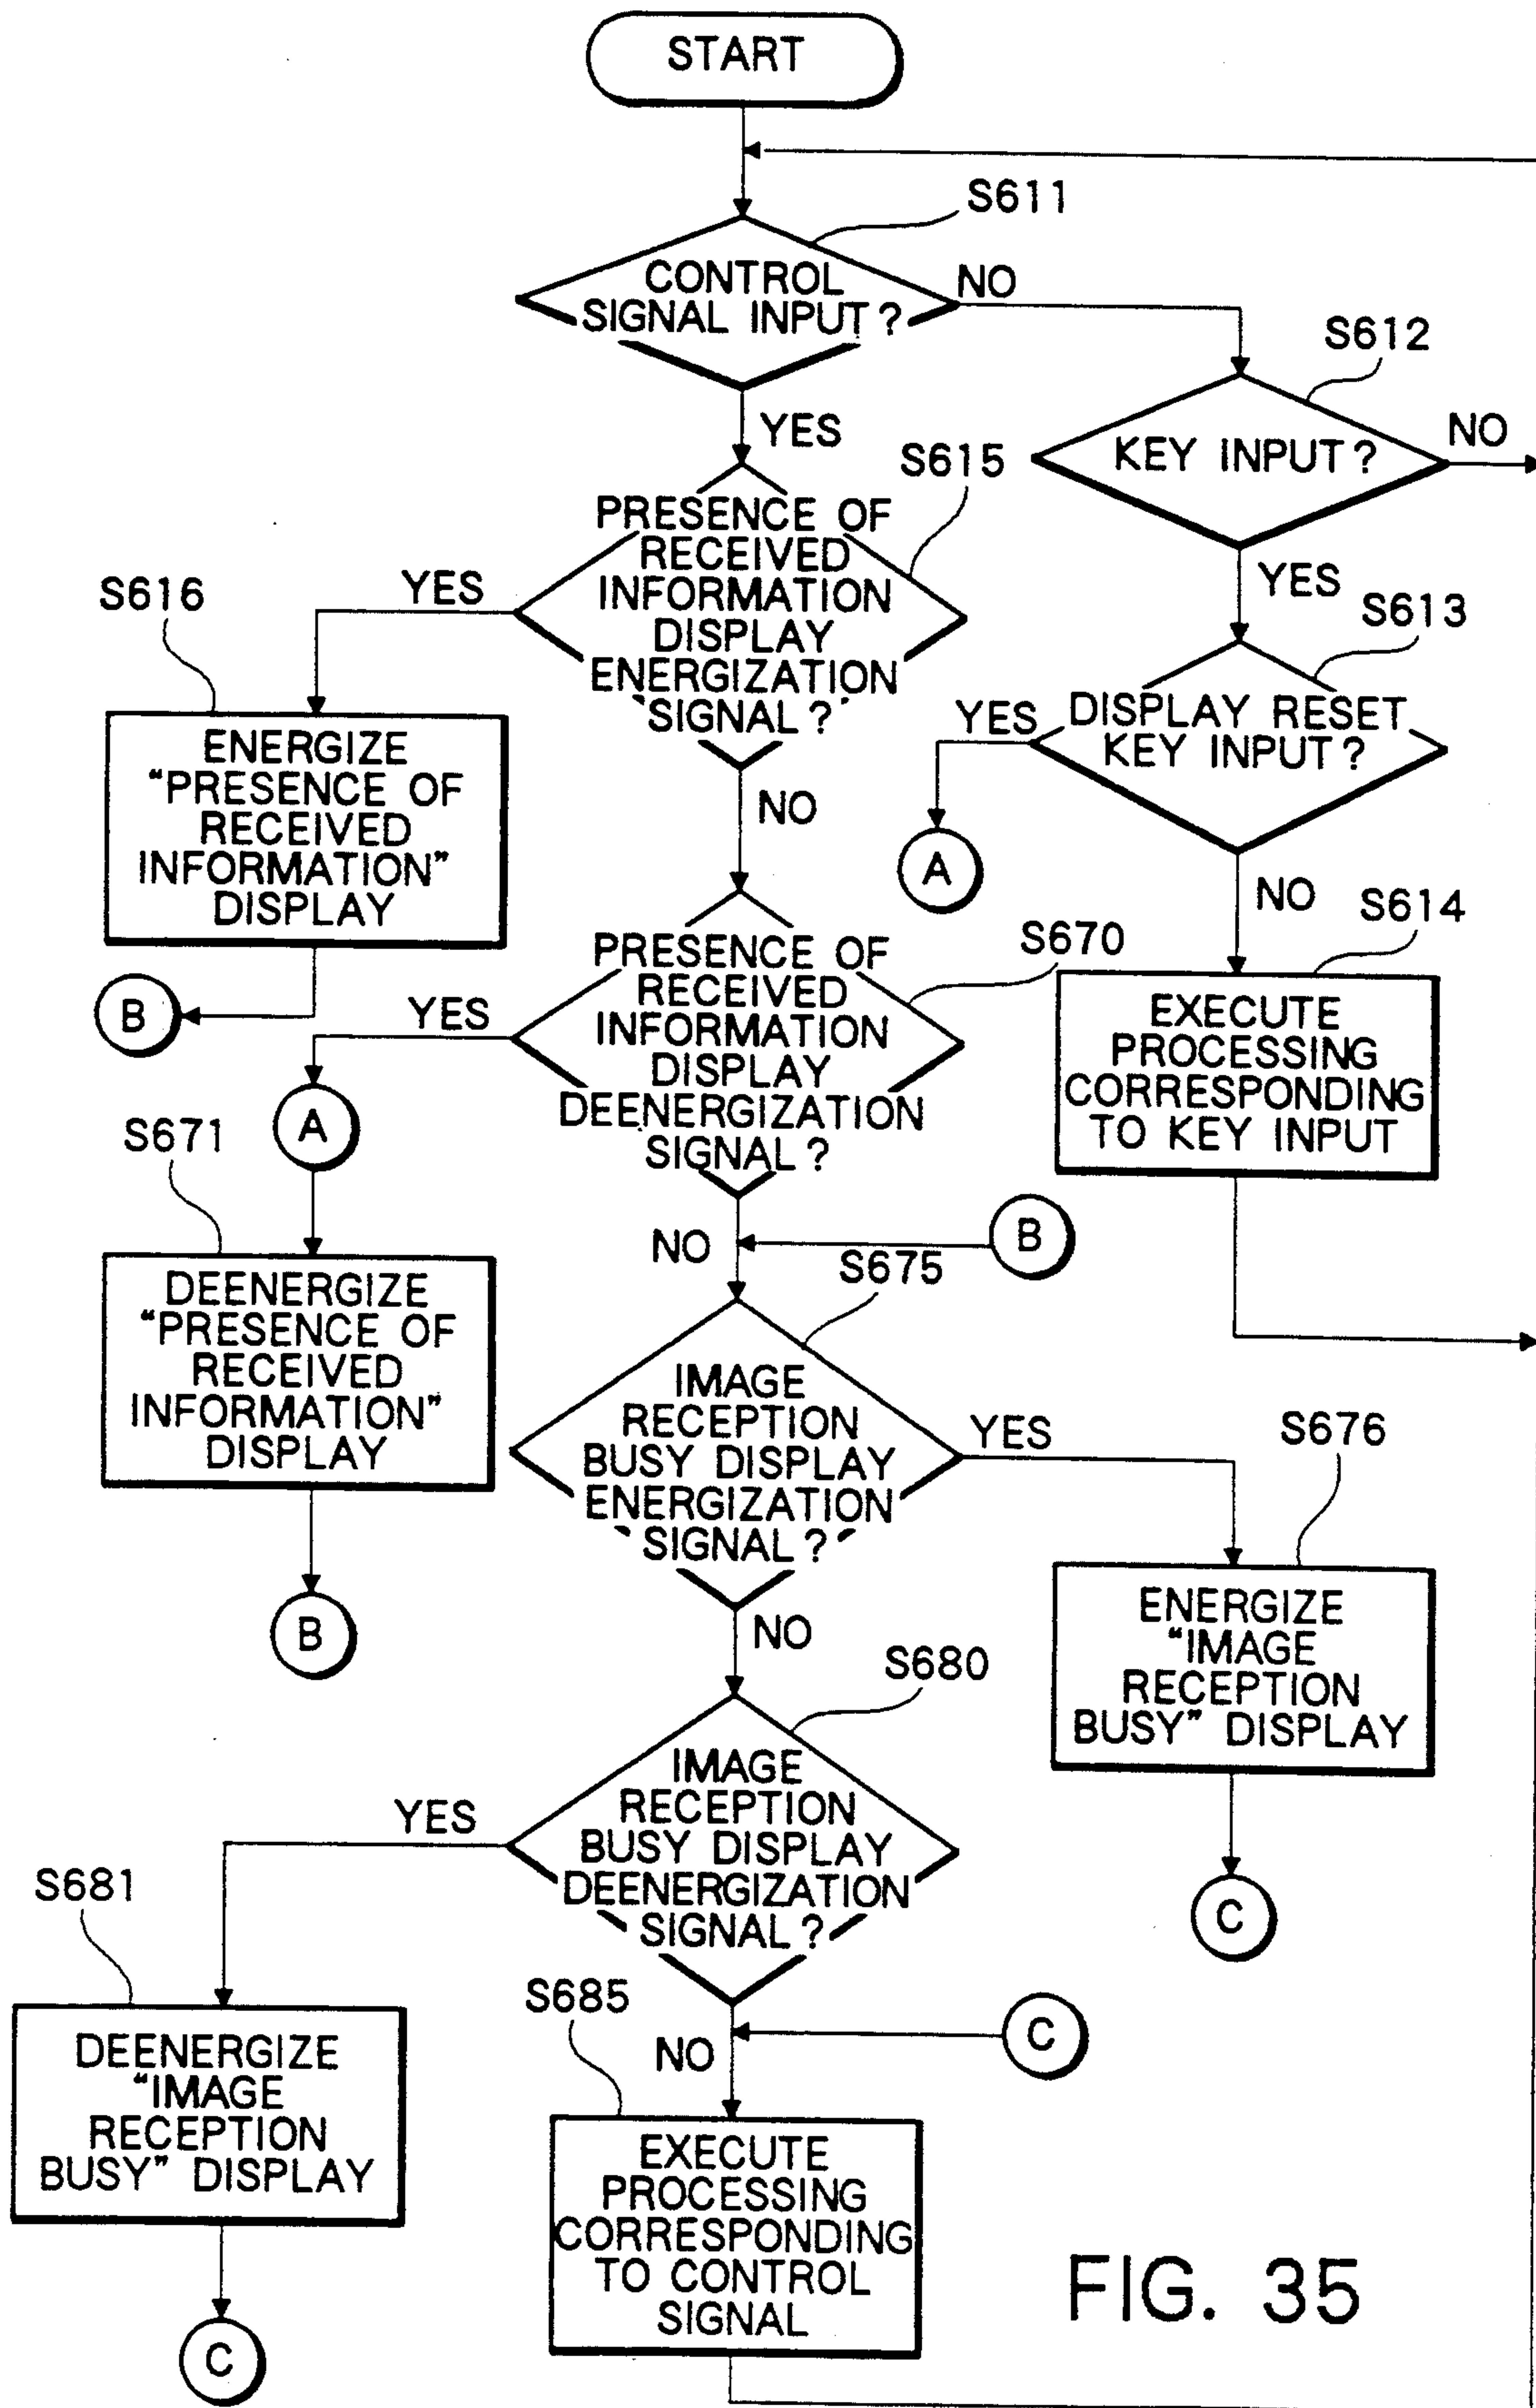 START
S611
CONTROL
SIGNAL INPUT?
NO
S612
KEY INPUT?
NO
YES
S615
PRESENCE OF
RECEIVED
INFORMATION
DISPLAY
ENERGIZATION
SIGNAL?
YES
S616
ENERGIZE
"PRESENCE OF
RECEIVED
INFORMATION"
DISPLAY
B
YES
S613
DISPLAY RESET
KEY INPUT?
YES
A
NO
S614
EXECUTE
PROCESSING
CORRESPONDING
TO KEY INPUT
NO
S670
PRESENCE OF
RECEIVED
INFORMATION
DISPLAY
DEENERGIZATION
SIGNAL?
YES
A
S671
DEENERGIZE
"PRESENCE OF
RECEIVED
INFORMATION"
DISPLAY
B
NO
B
S675
IMAGE
RECEPTION
BUSY DISPLAY
ENERGIZATION
SIGNAL?
YES
S676
ENERGIZE
"IMAGE
RECEPTION
BUSY" DISPLAY
C
NO
S680
IMAGE
RECEPTION
BUSY DISPLAY
DEENERGIZATION
SIGNAL?
YES
S681
DEENERGIZE
"IMAGE
RECEPTION
BUSY" DISPLAY
C
NO
C
S685
EXECUTE
PROCESSING
CORRESPONDING
TO CONTROL
SIGNAL
FIG. 35